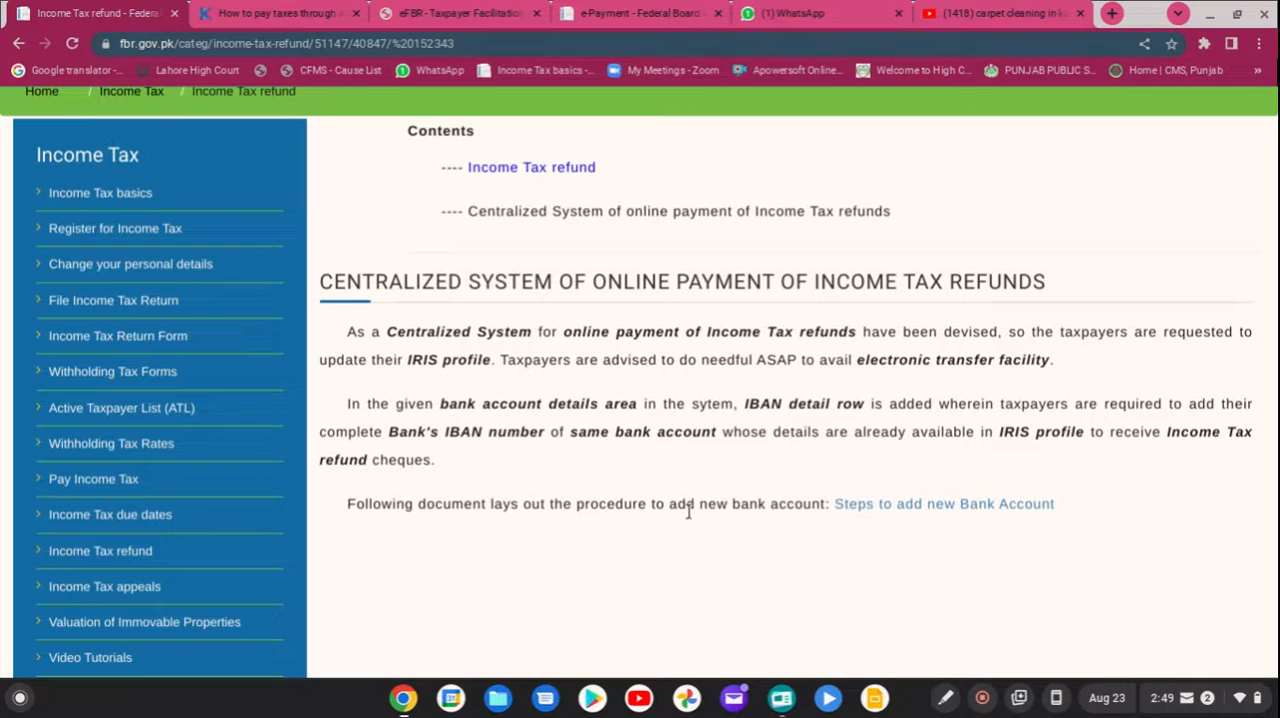 Income Tax refund - Federa
How to pay taxes through A
eFBR - Taxpayer Facilitation
e-Payment - Federal Board
(1) WhatsApp
(1418) carpet cleaning in k
fbr.gov.pk/categ/income-tax-refund/51147/40847/%20152343
Google translator -...
Lahore High Court
CFMS - Cause List
WhatsApp
Income Tax basics -...
My Meetings - Zoom
Apowersoft Online...
Welcome to High C...
PUNJAB PUBLIC S...
Home | CMS, Punjab
»
Home / Income Tax / Income Tax refund
Income Tax
Income Tax basics
Register for Income Tax
Change your personal details
File Income Tax Return
Income Tax Return Form
Withholding Tax Forms
Active Taxpayer List (ATL)
Withholding Tax Rates
Pay Income Tax
Income Tax due dates
Income Tax refund
Income Tax appeals
Valuation of Immovable Properties
Video Tutorials
Contents
---- Income Tax refund
---- Centralized System of online payment of Income Tax refunds
CENTRALIZED SYSTEM OF ONLINE PAYMENT OF INCOME TAX REFUNDS
As a Centralized System for online payment of Income Tax refunds have been devised, so the taxpayers are requested to
update their IRIS profile. Taxpayers are advised to do needful ASAP to avail electronic transfer facility.
In the given bank account details area in the sytem, IBAN detail row is added wherein taxpayers are required to add their
complete Bank's IBAN number of same bank account whose details are already available in IRIS profile to receive Income Tax
refund cheques.
Following document lays out the procedure to add new bank account: Steps to add new Bank Account
Aug 23
2:49
2